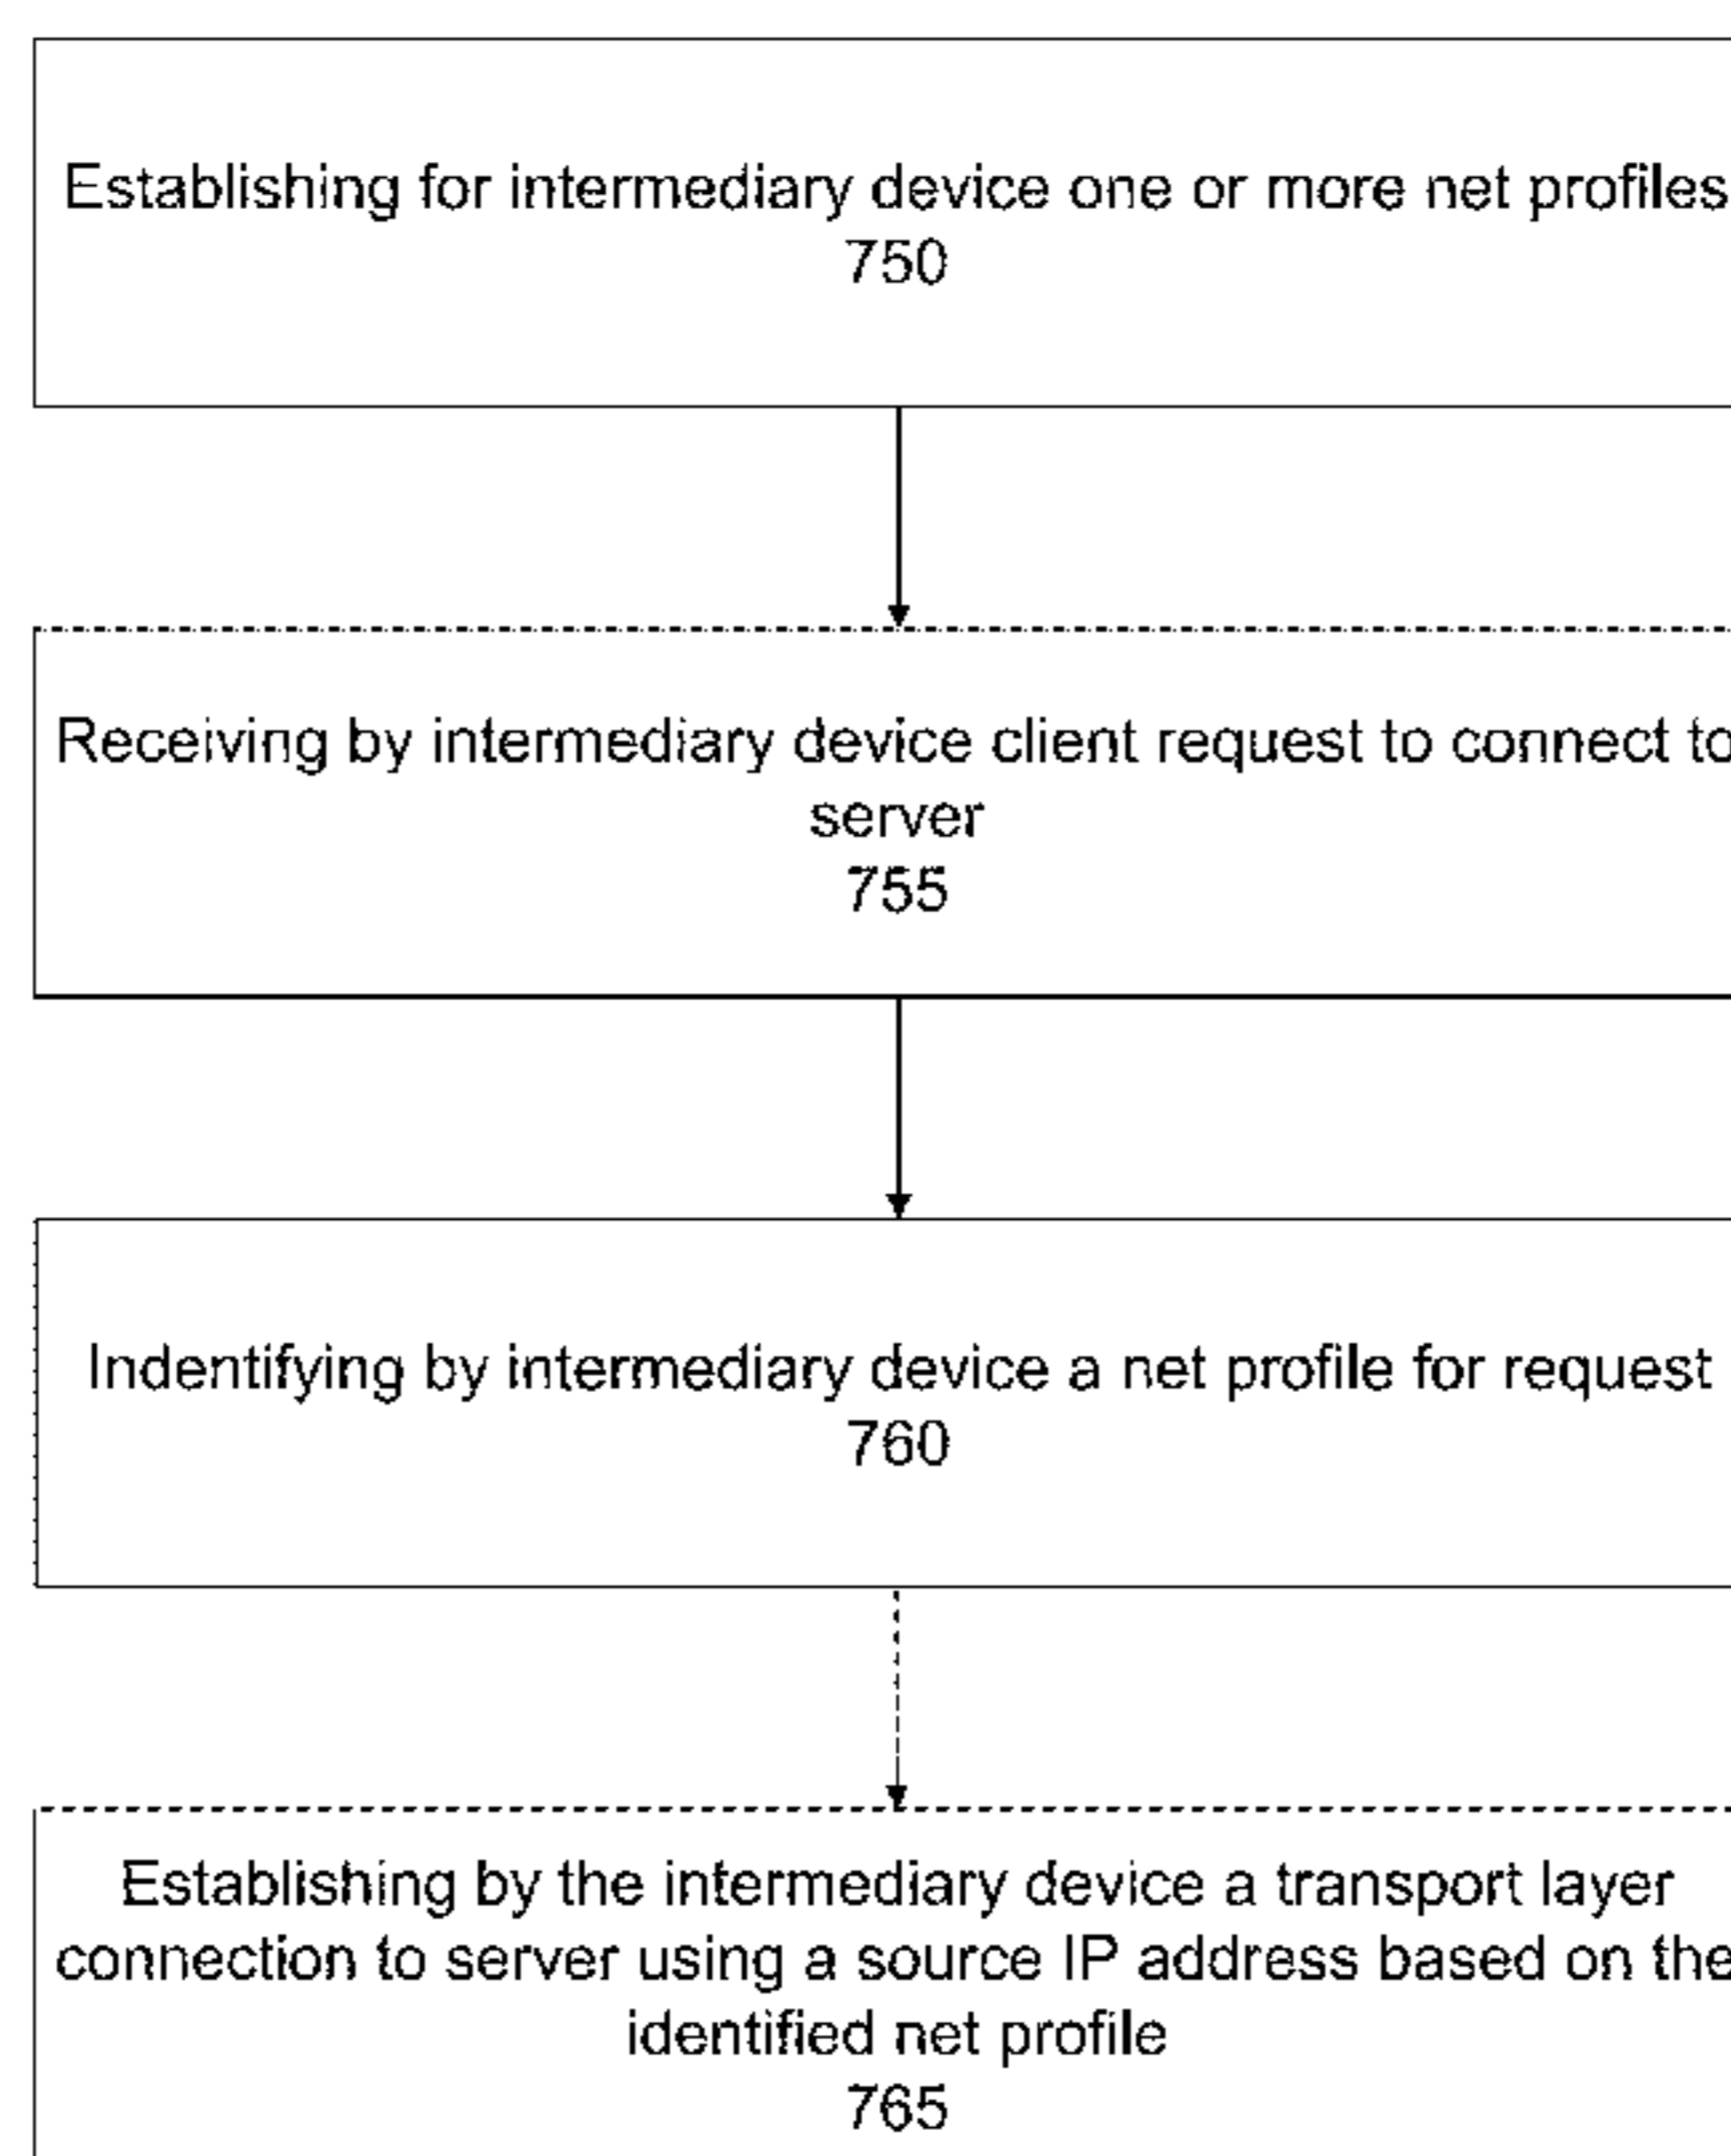 Establishing for intermediary device one or more net profiles
750
Receiving by intermediary device client request to connect to
server
755
Indentifying by intermediary device a net profile for request
760
Establishing by the intermediary device a transport layer
connection to server using a source IP address based on the
identified net profile
765